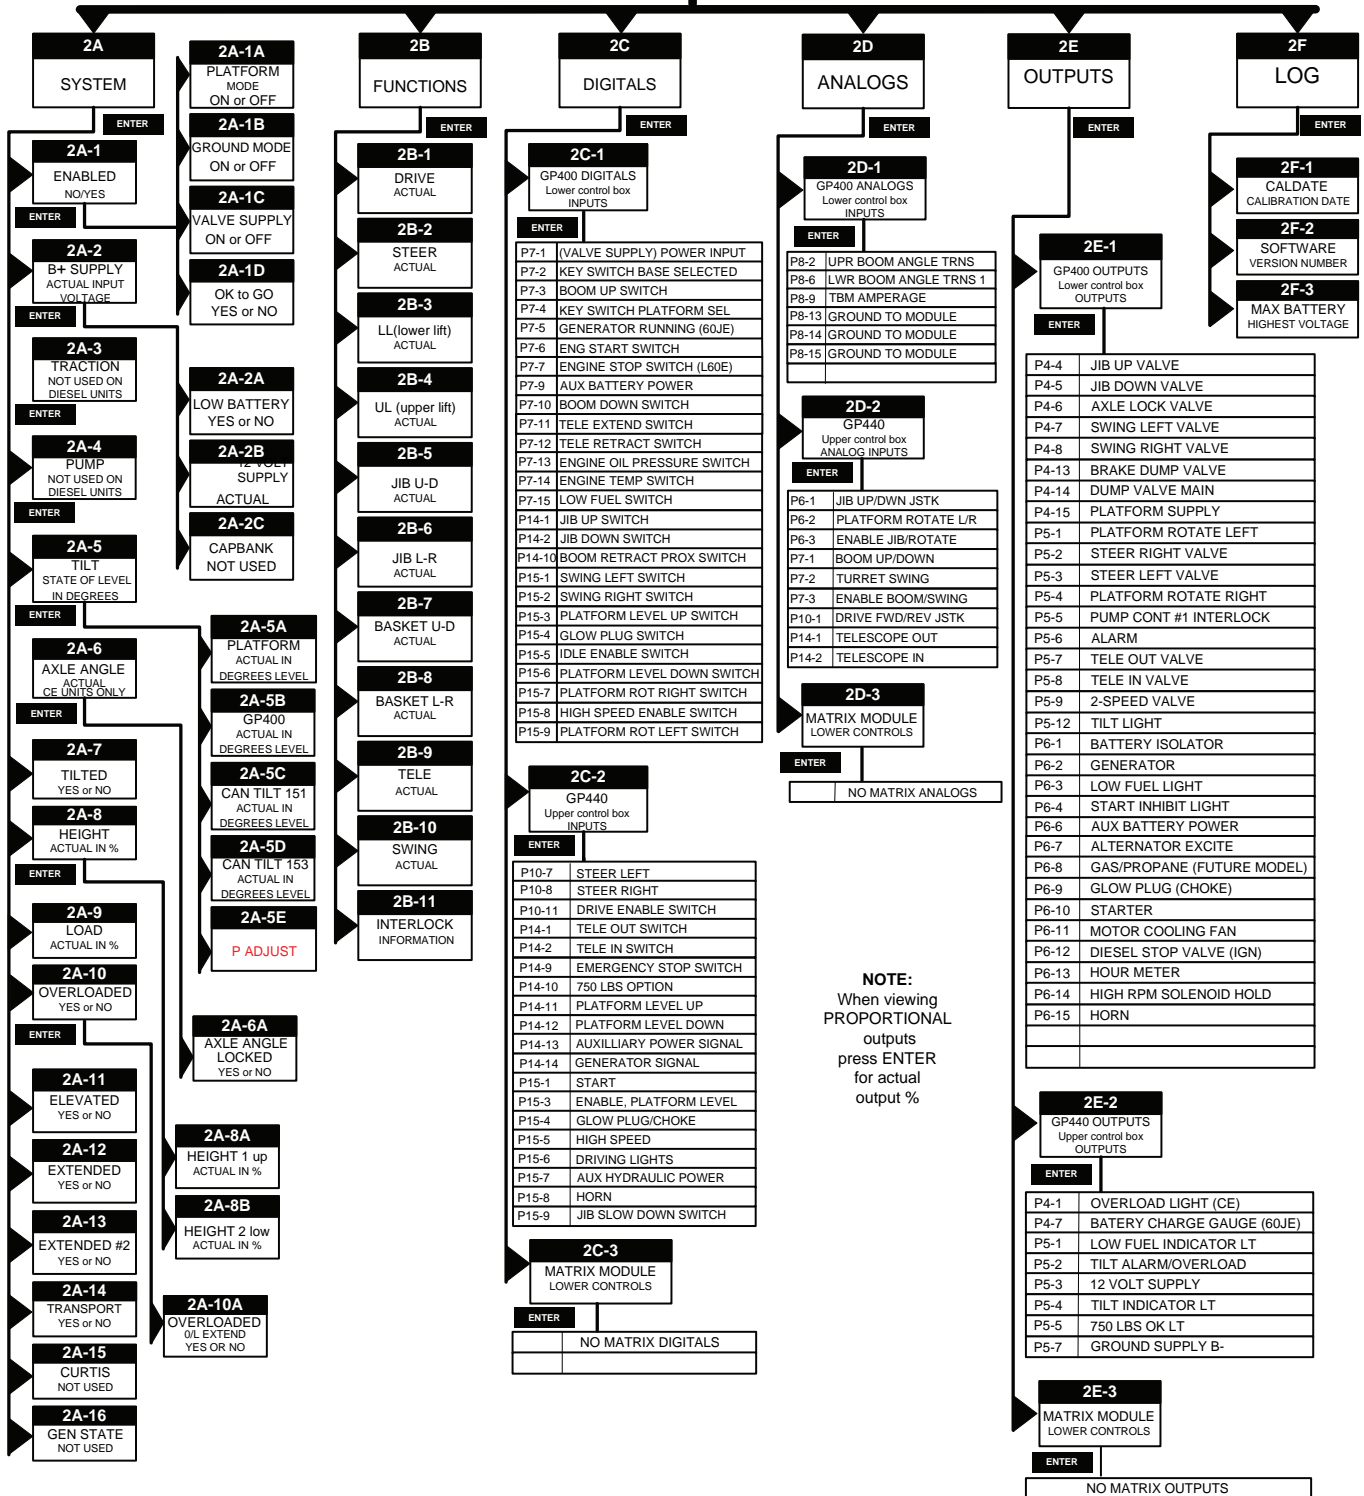 2A
SYSTEM
ENTER
2A-1
ENABLED
NO/YES
ENTER
2A-2
B+ SUPPLY
ACTUAL INPUT
VOLTAGE
ENTER
2A-3
TRACTION
NOT USED ON
DIESEL UNITS
ENTER
2A-4
PUMP
NOT USED ON
DIESEL UNITS
ENTER
2A-5
TILT
STATE OF LEVEL
IN DEGREES
ENTER
2A-6
AXLE ANGLE
ACTUAL
CE UNITS ONLY
ENTER
2A-7
TILTED
YES or NO
2A-8
HEIGHT
ACTUAL IN %
ENTER
2A-9
LOAD
ACTUAL IN %
2A-10
OVERLOADED
YES or NO
ENTER
2A-11
ELEVATED
YES or NO
2A-12
EXTENDED
YES or NO
2A-13
EXTENDED #2
YES or NO
2A-14
TRANSPORT
YES or NO
2A-15
CURTIS
NOT USED
2A-16
GEN STATE
NOT USED
2A-1A
PLATFORM
MODE
ON or OFF
2A-1B
GROUND MODE
ON or OFF
2A-1C
VALVE SUPPLY
ON or OFF
2A-1D
OK to GO
YES or NO
2A-2A
LOW BATTERY
YES or NO
2A-2B
12 VOLT
SUPPLY
ACTUAL
2A-2C
CAPBANK
NOT USED
2A-5A
PLATFORM
ACTUAL IN
DEGREES LEVEL
2A-5B
GP400
ACTUAL IN
DEGREES LEVEL
2A-5C
CAN TILT 151
ACTUAL IN
DEGREES LEVEL
2A-5D
CAN TILT 153
ACTUAL IN
DEGREES LEVEL
2A-5E
P ADJUST
2A-6A
AXLE ANGLE
LOCKED
YES or NO
2A-8A
HEIGHT 1 up
ACTUAL IN %
2A-8B
HEIGHT 2 low
ACTUAL IN %
2A-10A
OVERLOADED
0/L EXTEND
YES OR NO
2B
FUNCTIONS
ENTER
2B-1
DRIVE
ACTUAL
2B-2
STEER
ACTUAL
2B-3
LL(lower lift)
ACTUAL
2B-4
UL (upper lift)
ACTUAL
2B-5
JIB U-D
ACTUAL
2B-6
JIB L-R
ACTUAL
2B-7
BASKET U-D
ACTUAL
2B-8
BASKET L-R
ACTUAL
2B-9
TELE
ACTUAL
2B-10
SWING
ACTUAL
2B-11
INTERLOCK
INFORMATION
2C
DIGITALS
ENTER
2C-1
GP400 DIGITALS
Lower control box
INPUTS
ENTER
P7-1 (VALVE SUPPLY) POWER INPUT
P7-2 KEY SWITCH BASE SELECTED
P7-3 BOOM UP SWITCH
P7-4 KEY SWITCH PLATFORM SEL
P7-5 GENERATOR RUNNING (60JE)
P7-6 ENG START SWITCH
P7-7 ENGINE STOP SWITCH (L60E)
P7-9 AUX BATTERY POWER
P7-10 BOOM DOWN SWITCH
P7-11 TELE EXTEND SWITCH
P7-12 TELE RETRACT SWITCH
P7-13 ENGINE OIL PRESSURE SWITCH
P7-14 ENGINE TEMP SWITCH
P7-15 LOW FUEL SWITCH
P14-1 JIB UP SWITCH
P14-2 JIB DOWN SWITCH
P14-10 BOOM RETRACT PROX SWITCH
P15-1 SWING LEFT SWITCH
P15-2 SWING RIGHT SWITCH
P15-3 PLATFORM LEVEL UP SWITCH
P15-4 GLOW PLUG SWITCH
P15-5 IDLE ENABLE SWITCH
P15-6 PLATFORM LEVEL DOWN SWITCH
P15-7 PLATFORM ROT RIGHT SWITCH
P15-8 HIGH SPEED ENABLE SWITCH
P15-9 PLATFORM ROT LEFT SWITCH
2C-2
GP440
Upper control box
INPUTS
ENTER
P10-7 STEER LEFT
P10-8 STEER RIGHT
P10-11 DRIVE ENABLE SWITCH
P14-1 TELE OUT SWITCH
P14-2 TELE IN SWITCH
P14-9 EMERGENCY STOP SWITCH
P14-10 750 LBS OPTION
P14-11 PLATFORM LEVEL UP
P14-12 PLATFORM LEVEL DOWN
P14-13 AUXILLIARY POWER SIGNAL
P14-14 GENERATOR SIGNAL
P15-1 START
P15-3 ENABLE, PLATFORM LEVEL
P15-4 GLOW PLUG/CHOKE
P15-5 HIGH SPEED
P15-6 DRIVING LIGHTS
P15-7 AUX HYDRAULIC POWER
P15-8 HORN
P15-9 JIB SLOW DOWN SWITCH
2C-3
MATRIX MODULE
LOWER CONTROLS
ENTER
NO MATRIX DIGITALS
2D
ANALOGS
ENTER
2D-1
GP400 ANALOGS
Lower control box
INPUTS
ENTER
P8-2 UPR BOOM ANGLE TRNS
P8-6 LWR BOOM ANGLE TRNS 1
P8-9 TBM AMPERAGE
P8-13 GROUND TO MODULE
P8-14 GROUND TO MODULE
P8-15 GROUND TO MODULE
2D-2
GP440
Upper control box
ANALOG INPUTS
ENTER
P6-1 JIB UP/DWN JSTK
P6-2 PLATFORM ROTATE L/R
P6-3 ENABLE JIB/ROTATE
P7-1 BOOM UP/DOWN
P7-2 TURRET SWING
P7-3 ENABLE BOOM/SWING
P10-1 DRIVE FWD/REV JSTK
P14-1 TELESCOPE OUT
P14-2 TELESCOPE IN
2D-3
MATRIX MODULE
LOWER CONTROLS
ENTER
NO MATRIX ANALOGS
NOTE:
When viewing
PROPORTIONAL
outputs
press ENTER
for actual
output %
2E
OUTPUTS
ENTER
2E-1
GP400 OUTPUTS
Lower control box
OUTPUTS
ENTER
P4-4 JIB UP VALVE
P4-5 JIB DOWN VALVE
P4-6 AXLE LOCK VALVE
P4-7 SWING LEFT VALVE
P4-8 SWING RIGHT VALVE
P4-13 BRAKE DUMP VALVE
P4-14 DUMP VALVE MAIN
P4-15 PLATFORM SUPPLY
P5-1 PLATFORM ROTATE LEFT
P5-2 STEER RIGHT VALVE
P5-3 STEER LEFT VALVE
P5-4 PLATFORM ROTATE RIGHT
P5-5 PUMP CONT #1 INTERLOCK
P5-6 ALARM
P5-7 TELE OUT VALVE
P5-8 TELE IN VALVE
P5-9 2-SPEED VALVE
P5-12 TILT LIGHT
P6-1 BATTERY ISOLATOR
P6-2 GENERATOR
P6-3 LOW FUEL LIGHT
P6-4 START INHIBIT LIGHT
P6-6 AUX BATTERY POWER
P6-7 ALTERNATOR EXCITE
P6-8 GAS/PROPANE (FUTURE MODEL)
P6-9 GLOW PLUG (CHOKE)
P6-10 STARTER
P6-11 MOTOR COOLING FAN
P6-12 DIESEL STOP VALVE (IGN)
P6-13 HOUR METER
P6-14 HIGH RPM SOLENOID HOLD
P6-15 HORN
2E-2
GP440 OUTPUTS
Upper control box
OUTPUTS
ENTER
P4-1 OVERLOAD LIGHT (CE)
P4-7 BATERY CHARGE GAUGE (60JE)
P5-1 LOW FUEL INDICATOR LT
P5-2 TILT ALARM/OVERLOAD
P5-3 12 VOLT SUPPLY
P5-4 TILT INDICATOR LT
P5-5 750 LBS OK LT
P5-7 GROUND SUPPLY B-
2E-3
MATRIX MODULE
LOWER CONTROLS
ENTER
NO MATRIX OUTPUTS
2F
LOG
ENTER
2F-1
CALDATE
CALIBRATION DATE
2F-2
SOFTWARE
VERSION NUMBER
2F-3
MAX BATTERY
HIGHEST VOLTAGE